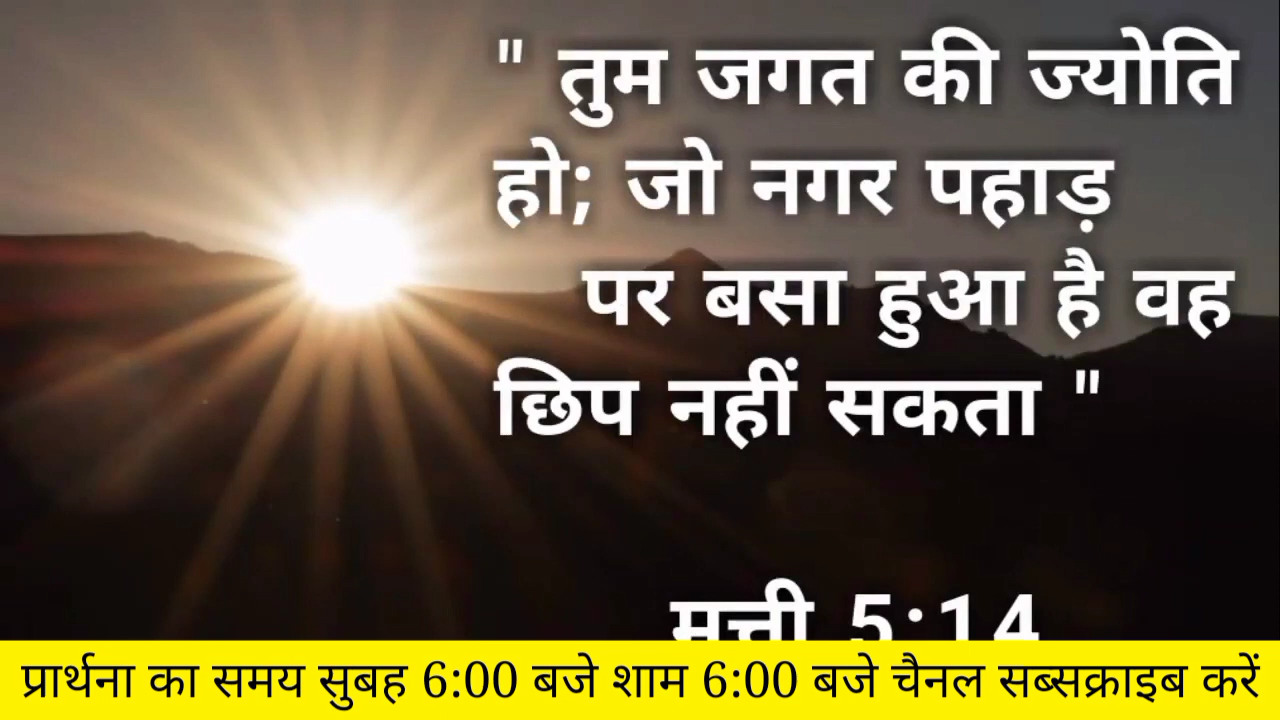 " तुम जगत की ज्योति
हो; जो नगर पहाड़
पर बसा हुआ है वह
छिप नहीं सकता "
मत्ती 5:14
प्रार्थना का समय सुबह 6:00 बजे शाम 6:00 बजे चैनल सब्सक्राइब करें